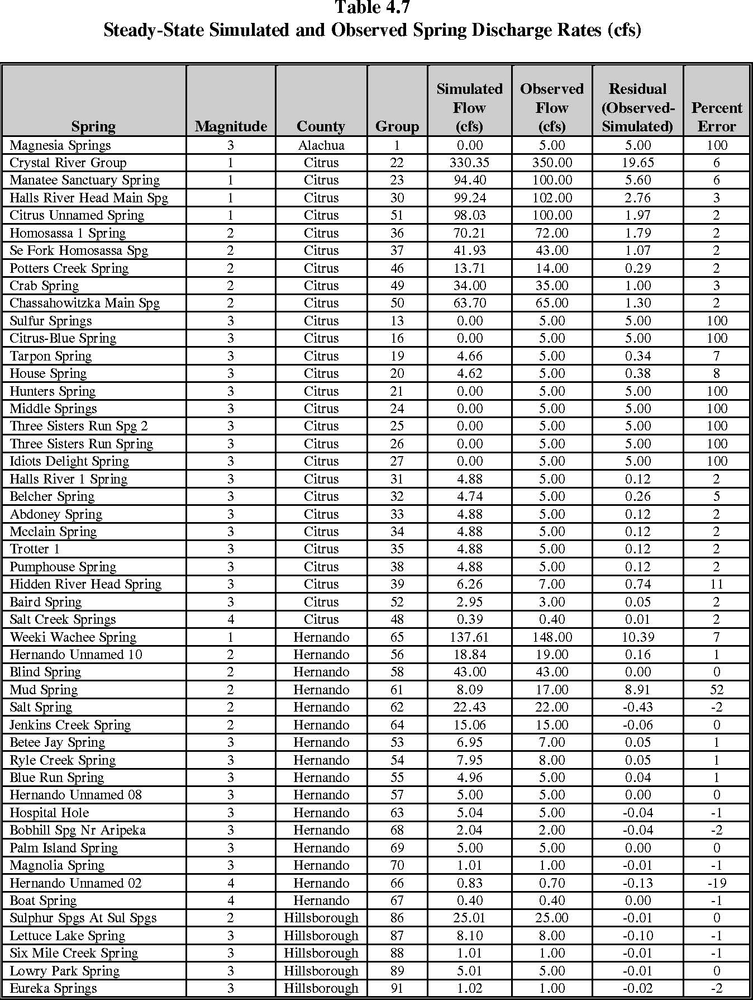 Table 4.7
Steady-State Simulated and Observed Spring Discharge Rates (cfs)
Spring Magnitude County Group Simulated Flow (cfs) Observed Flow (cfs) Residual (Observed-Simulated) Percent Error
Magnesia Springs 3 Alachua 1 0.00 5.00 5.00 100
Crystal River Group 1 Citrus 22 330.35 350.00 19.65 6
Manatee Sanctuary Spring 1 Citrus 23 94.40 100.00 5.60 6
Halls River Head Main Spg 1 Citrus 30 99.24 102.00 2.76 3
Citrus Unnamed Spring 1 Citrus 51 98.03 100.00 1.97 2
Homosassa 1 Spring 2 Citrus 36 70.21 72.00 1.79 2
Se Fork Homosassa Spg 2 Citrus 37 41.93 43.00 1.07 2
Potters Creek Spring 2 Citrus 46 13.71 14.00 0.29 2
Crab Spring 2 Citrus 49 34.00 35.00 1.00 3
Chassahowitzka Main Spg 2 Citrus 50 63.70 65.00 1.30 2
Sulfur Springs 3 Citrus 13 0.00 5.00 5.00 100
Citrus-Blue Spring 3 Citrus 16 0.00 5.00 5.00 100
Tarpon Spring 3 Citrus 19 4.66 5.00 0.34 7
House Spring 3 Citrus 20 4.62 5.00 0.38 8
Hunters Spring 3 Citrus 21 0.00 5.00 5.00 100
Middle Springs 3 Citrus 24 0.00 5.00 5.00 100
Three Sisters Run Spg 2 3 Citrus 25 0.00 5.00 5.00 100
Three Sisters Run Spring 3 Citrus 26 0.00 5.00 5.00 100
Idiots Delight Spring 3 Citrus 27 0.00 5.00 5.00 100
Halls River 1 Spring 3 Citrus 31 4.88 5.00 0.12 2
Belcher Spring 3 Citrus 32 4.74 5.00 0.26 5
Abdoney Spring 3 Citrus 33 4.88 5.00 0.12 2
Mcclain Spring 3 Citrus 34 4.88 5.00 0.12 2
Trotter 1 3 Citrus 35 4.88 5.00 0.12 2
Pumphouse Spring 3 Citrus 38 4.88 5.00 0.12 2
Hidden River Head Spring 3 Citrus 39 6.26 7.00 0.74 11
Baird Spring 3 Citrus 52 2.95 3.00 0.05 2
Salt Creek Springs 4 Citrus 48 0.39 0.40 0.01 2
Weeki Wachee Spring 1 Hernando 65 137.61 148.00 10.39 7
Hernando Unnamed 10 2 Hernando 56 18.84 19.00 0.16 1
Blind Spring 2 Hernando 58 43.00 43.00 0.00 0
Mud Spring 2 Hernando 61 8.09 17.00 8.91 52
Salt Spring 2 Hernando 62 22.43 22.00 -0.43 -2
Jenkins Creek Spring 2 Hernando 64 15.06 15.00 -0.06 0
Betee Jay Spring 3 Hernando 53 6.95 7.00 0.05 1
Ryle Creek Spring 3 Hernando 54 7.95 8.00 0.05 1
Blue Run Spring 3 Hernando 55 4.96 5.00 0.04 1
Hernando Unnamed 08 3 Hernando 57 5.00 5.00 0.00 0
Hospital Hole 3 Hernando 63 5.04 5.00 -0.04 -1
Bobhill Spg Nr Aripeka 3 Hernando 68 2.04 2.00 -0.04 -2
Palm Island Spring 3 Hernando 69 5.00 5.00 0.00 0
Magnolia Spring 3 Hernando 70 1.01 1.00 -0.01 -1
Hernando Unnamed 02 4 Hernando 66 0.83 0.70 -0.13 -19
Boat Spring 4 Hernando 67 0.40 0.40 0.00 -1
Sulphur Spgs At Sul Spgs 2 Hillsborough 86 25.01 25.00 -0.01 0
Lettuce Lake Spring 3 Hillsborough 87 8.10 8.00 -0.10 -1
Six Mile Creek Spring 3 Hillsborough 88 1.01 1.00 -0.01 -1
Lowry Park Spring 3 Hillsborough 89 5.01 5.00 -0.01 0
Eureka Springs 3 Hillsborough 91 1.02 1.00 -0.02 -2